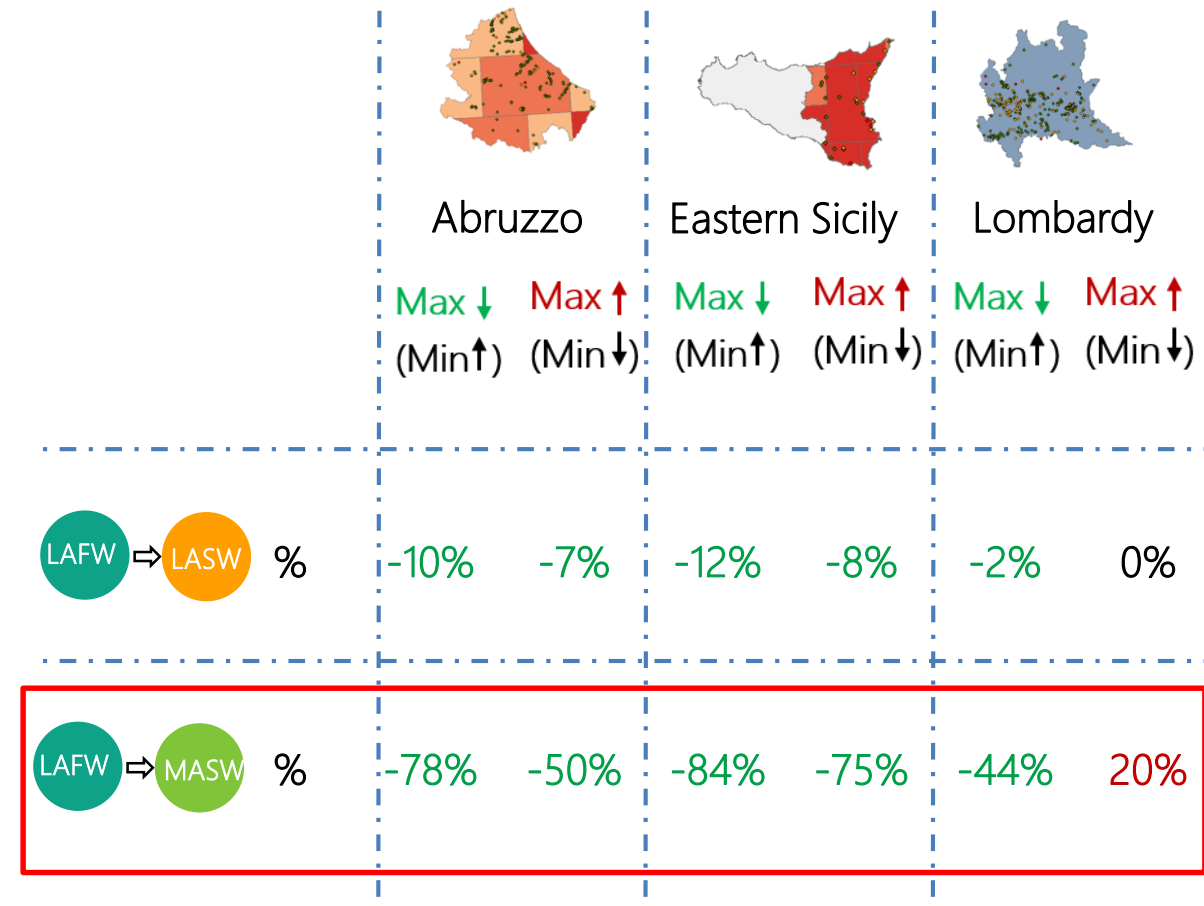 Abruzzo Eastern Sicily Lombardy
Max ↓ Max ↑ Max ↓ Max ↑ Max ↓ Max ↑
(Min↑) (Min↓) (Min↑) (Min↓) (Min↑) (Min↓)
LAFW ⇨ LASW % -10% -7% -12% -8% -2% 0%
LAFW ⇨ MASW % -78% -50% -84% -75% -44% 20%